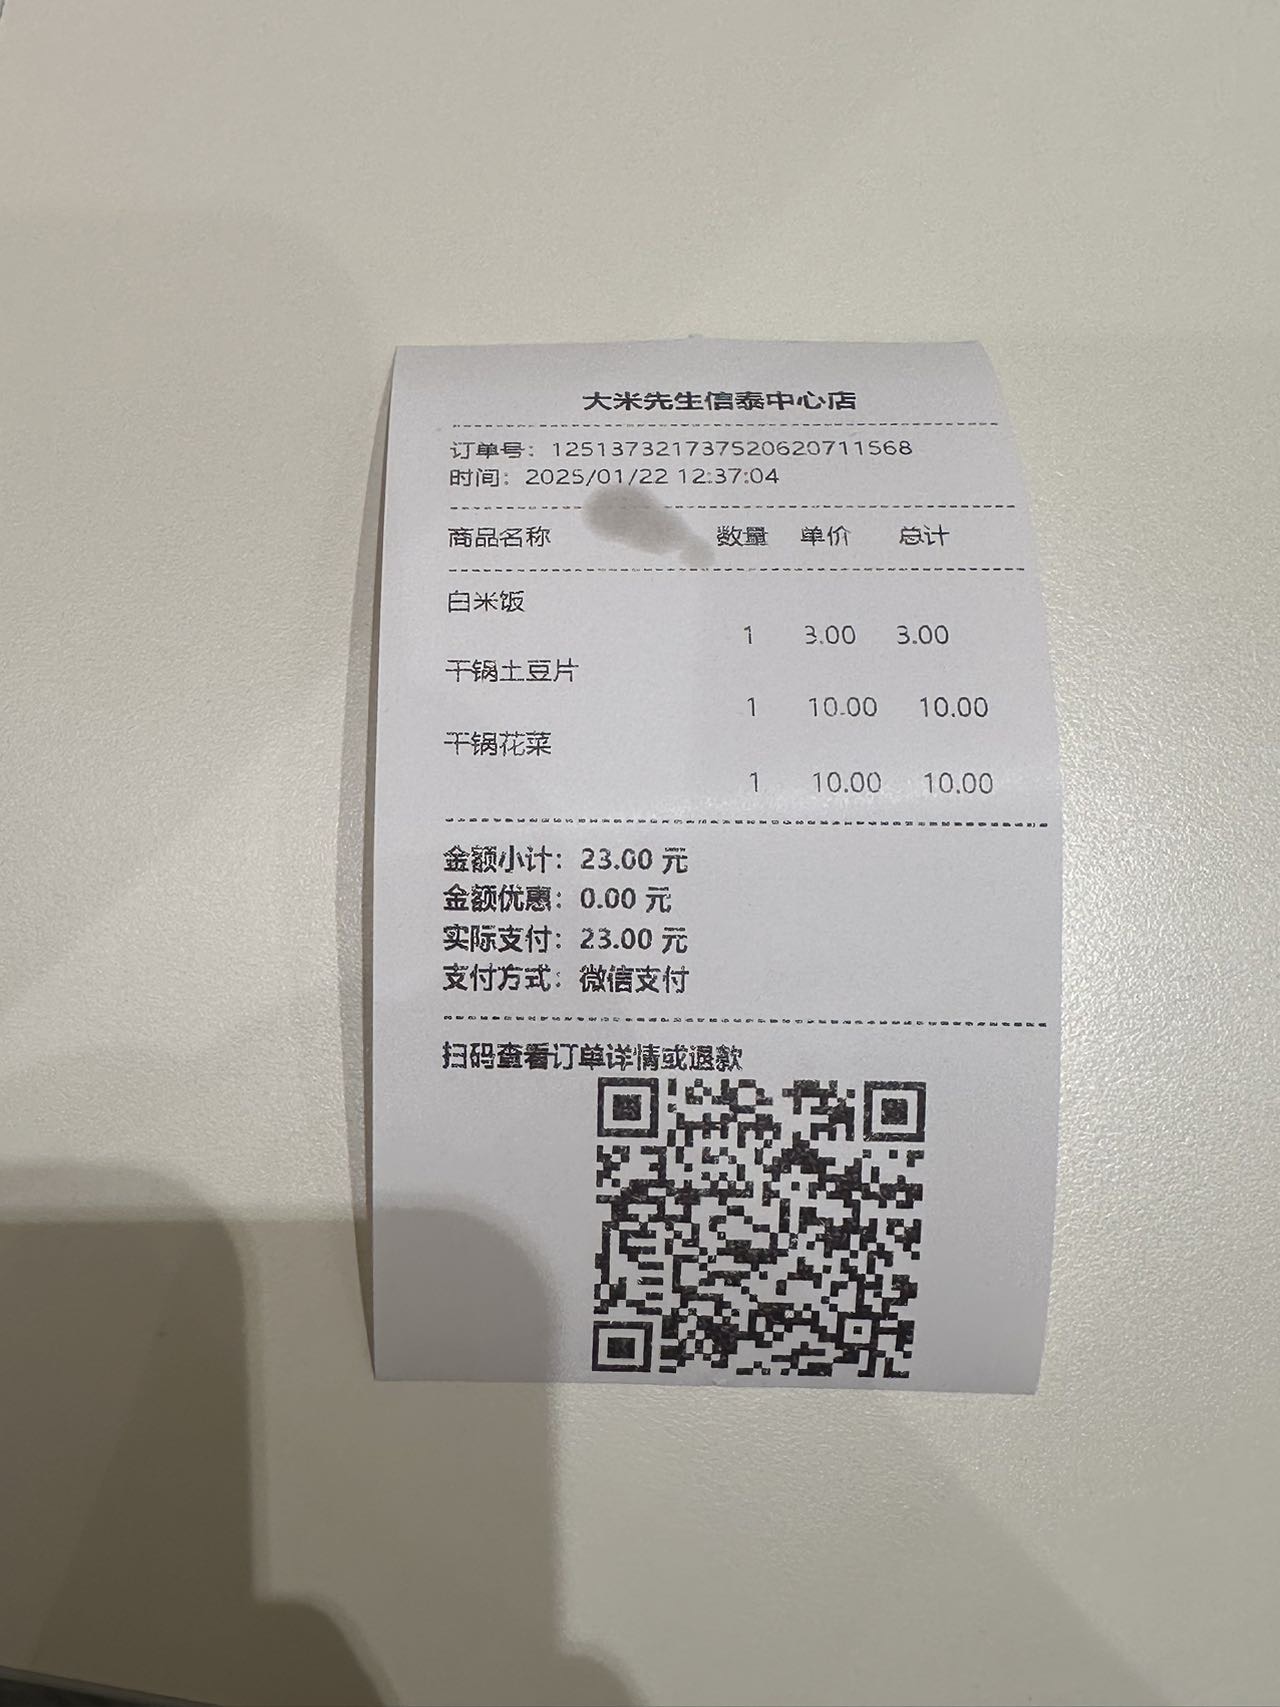 大米先生信泰中心店
订单号：1251373217375206207​11568
时间：2025/01/22 12:37:04
商品名称 数量 单价 总计
白米饭
1 3.00 3.00
干锅土豆片
1 10.00 10.00
干锅花菜
1 10.00 10.00
金额小计：23.00 元
金额优惠：0.00 元
实际支付：23.00 元
支付方式：微信支付
扫码查看订单详情或退款